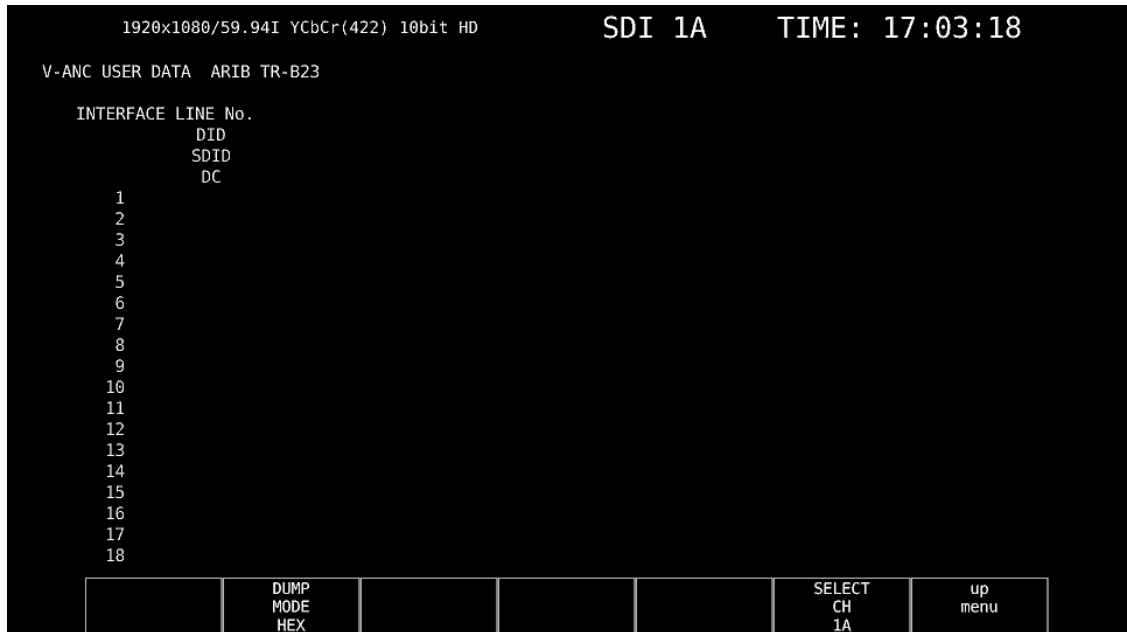 1920x1080/59.94I YCbCr(422) 10bit HD SDI 1A TIME: 17:03:18
V-ANC USER DATA ARIB TR-B23
INTERFACE LINE No.
DID
SDID
DC
1
2
3
4
5
6
7
8
9
10
11
12
13
14
15
16
17
18
DUMP
MODE
HEX
SELECT
CH
1A
up
menu